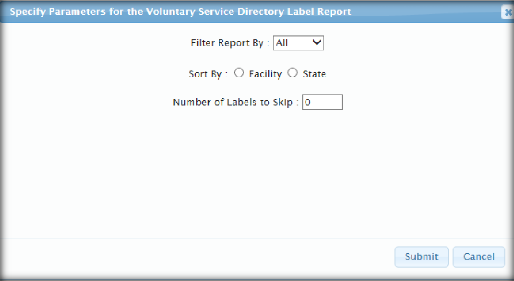 Specify Parameters for the Voluntary Service Directory Label Report
Filter Report By : All
Sort By : Facility State
Number of Labels to Skip : 0
Submit Cancel